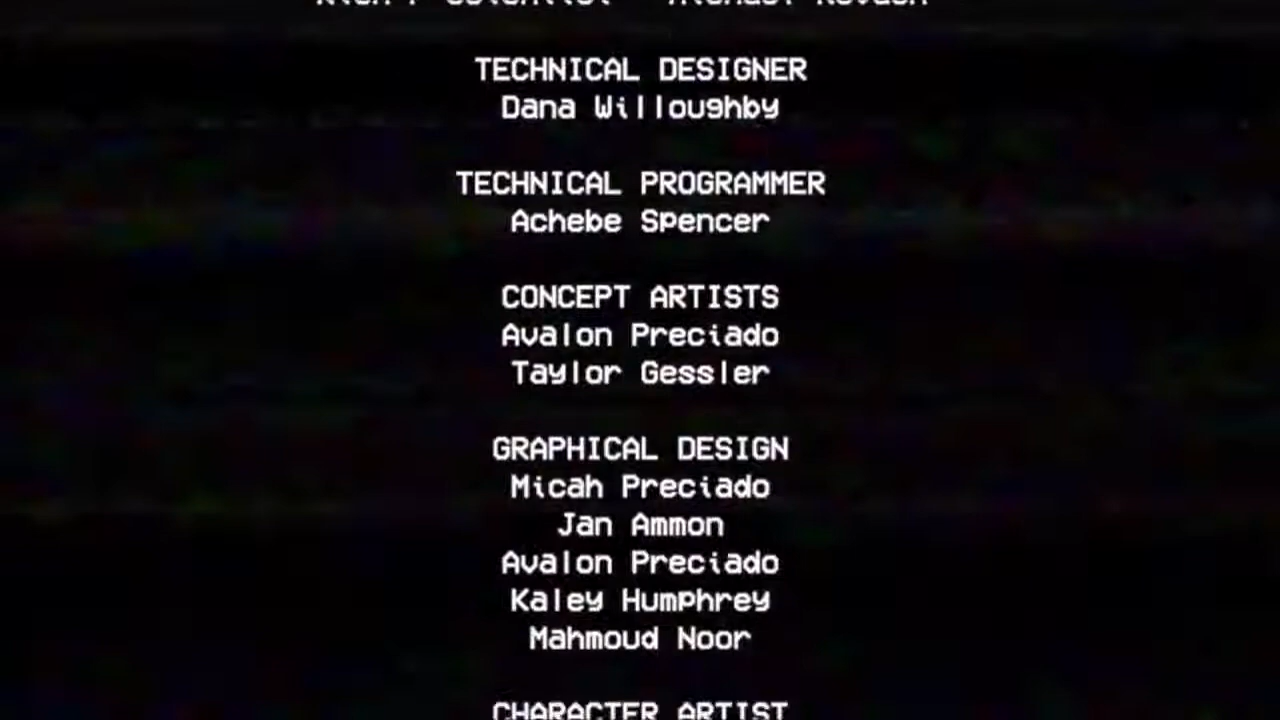 TECHNICAL DESIGNER
Dana Willoughby
TECHNICAL PROGRAMMER
Achebe Spencer
CONCEPT ARTISTS
Avalon Preciado
Taylor Gessler
GRAPHICAL DESIGN
Micah Preciado
Jan Ammon
Avalon Preciado
Kaley Humphrey
Mahmoud Noor
CHARACTER ARTIST